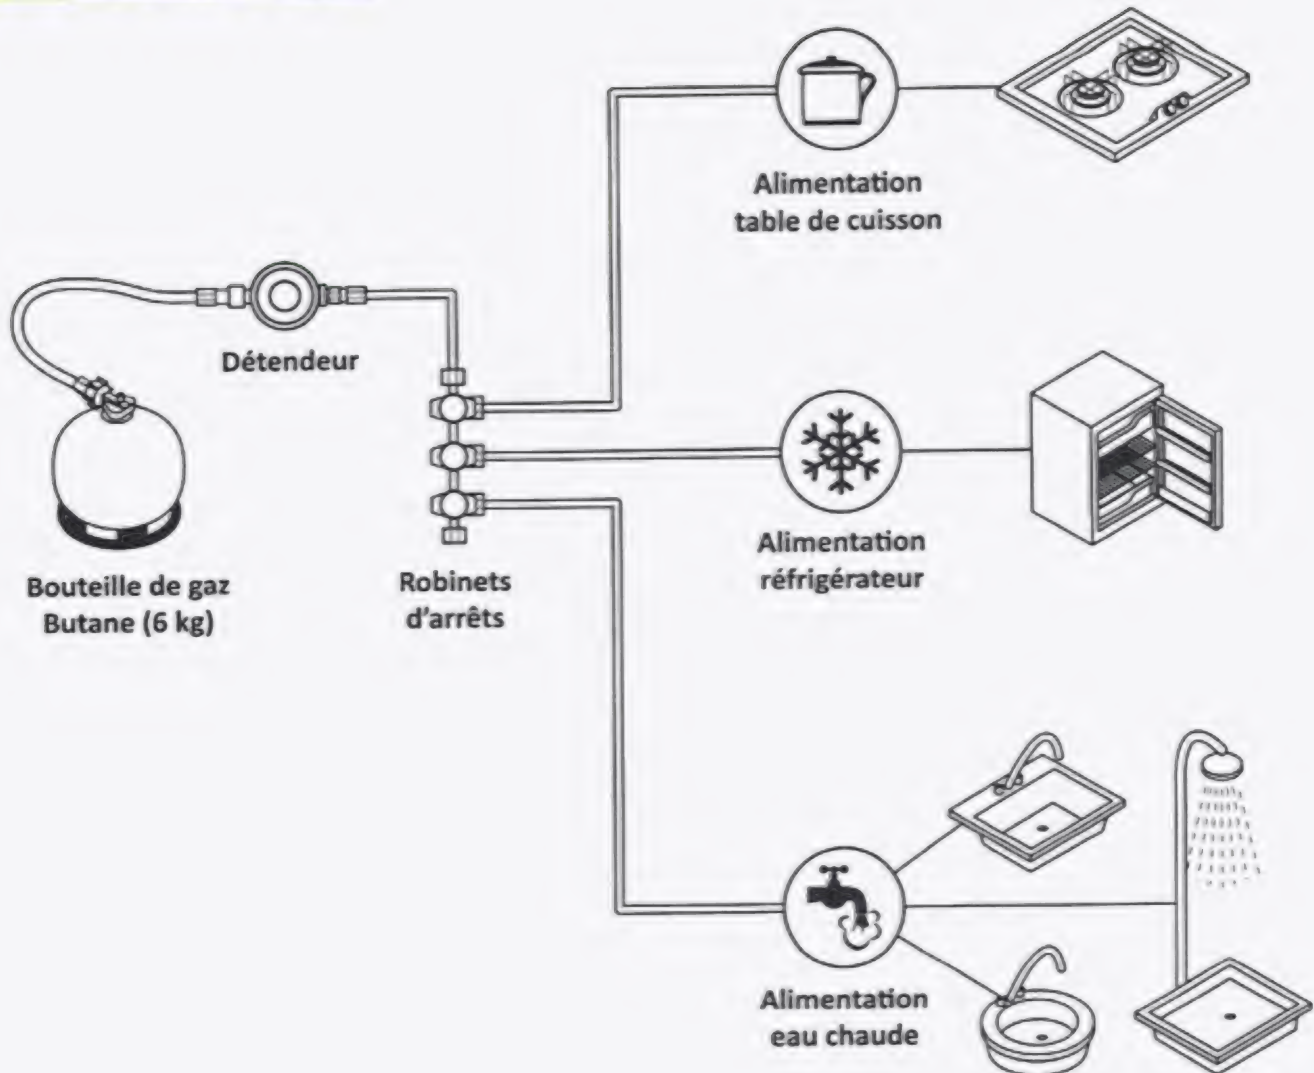 Alimentation
table de cuisson
Détendeur
Bouteille de gaz
Butane (6 kg)
Robinets
d'arrêts
Alimentation
réfrigérateur
Alimentation
eau chaude